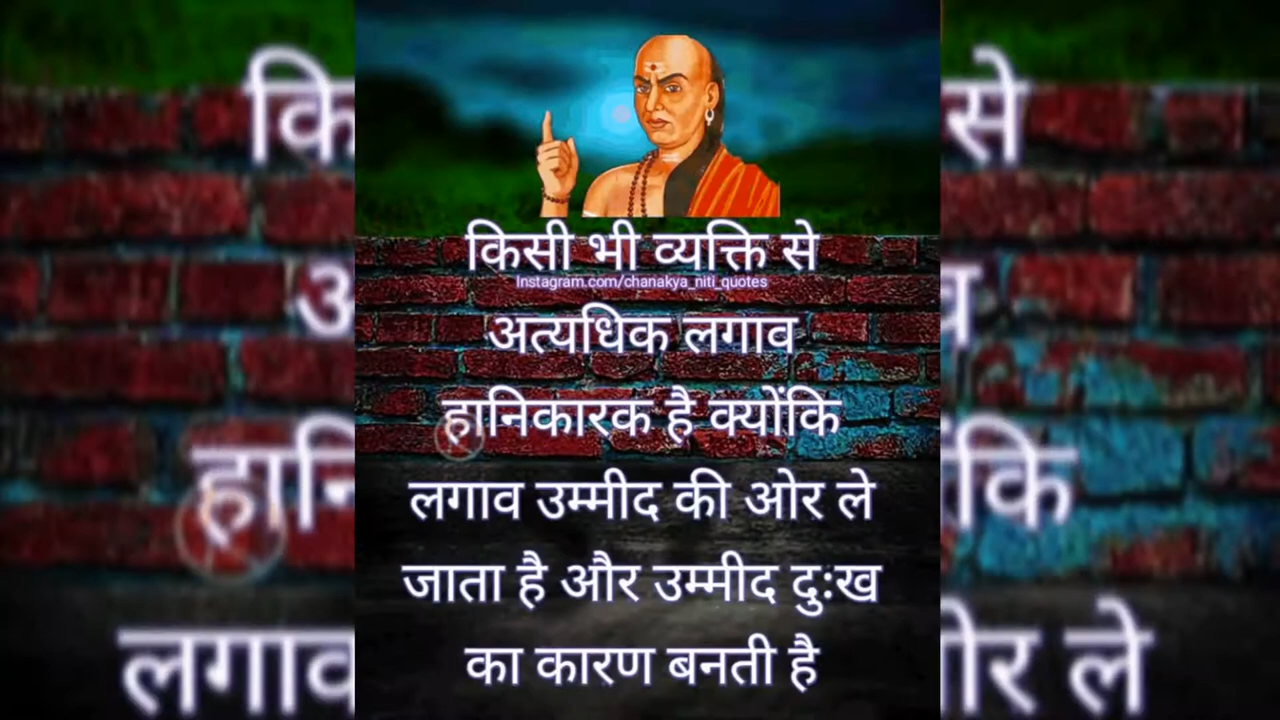 किसी भी व्यक्ति से
Instagram.com/chanakya_niti_quotes
अत्यधिक लगाव
हानिकारक है क्योंकि
लगाव उम्मीद की ओर ले
जाता है और उम्मीद दुःख
का कारण बनती है